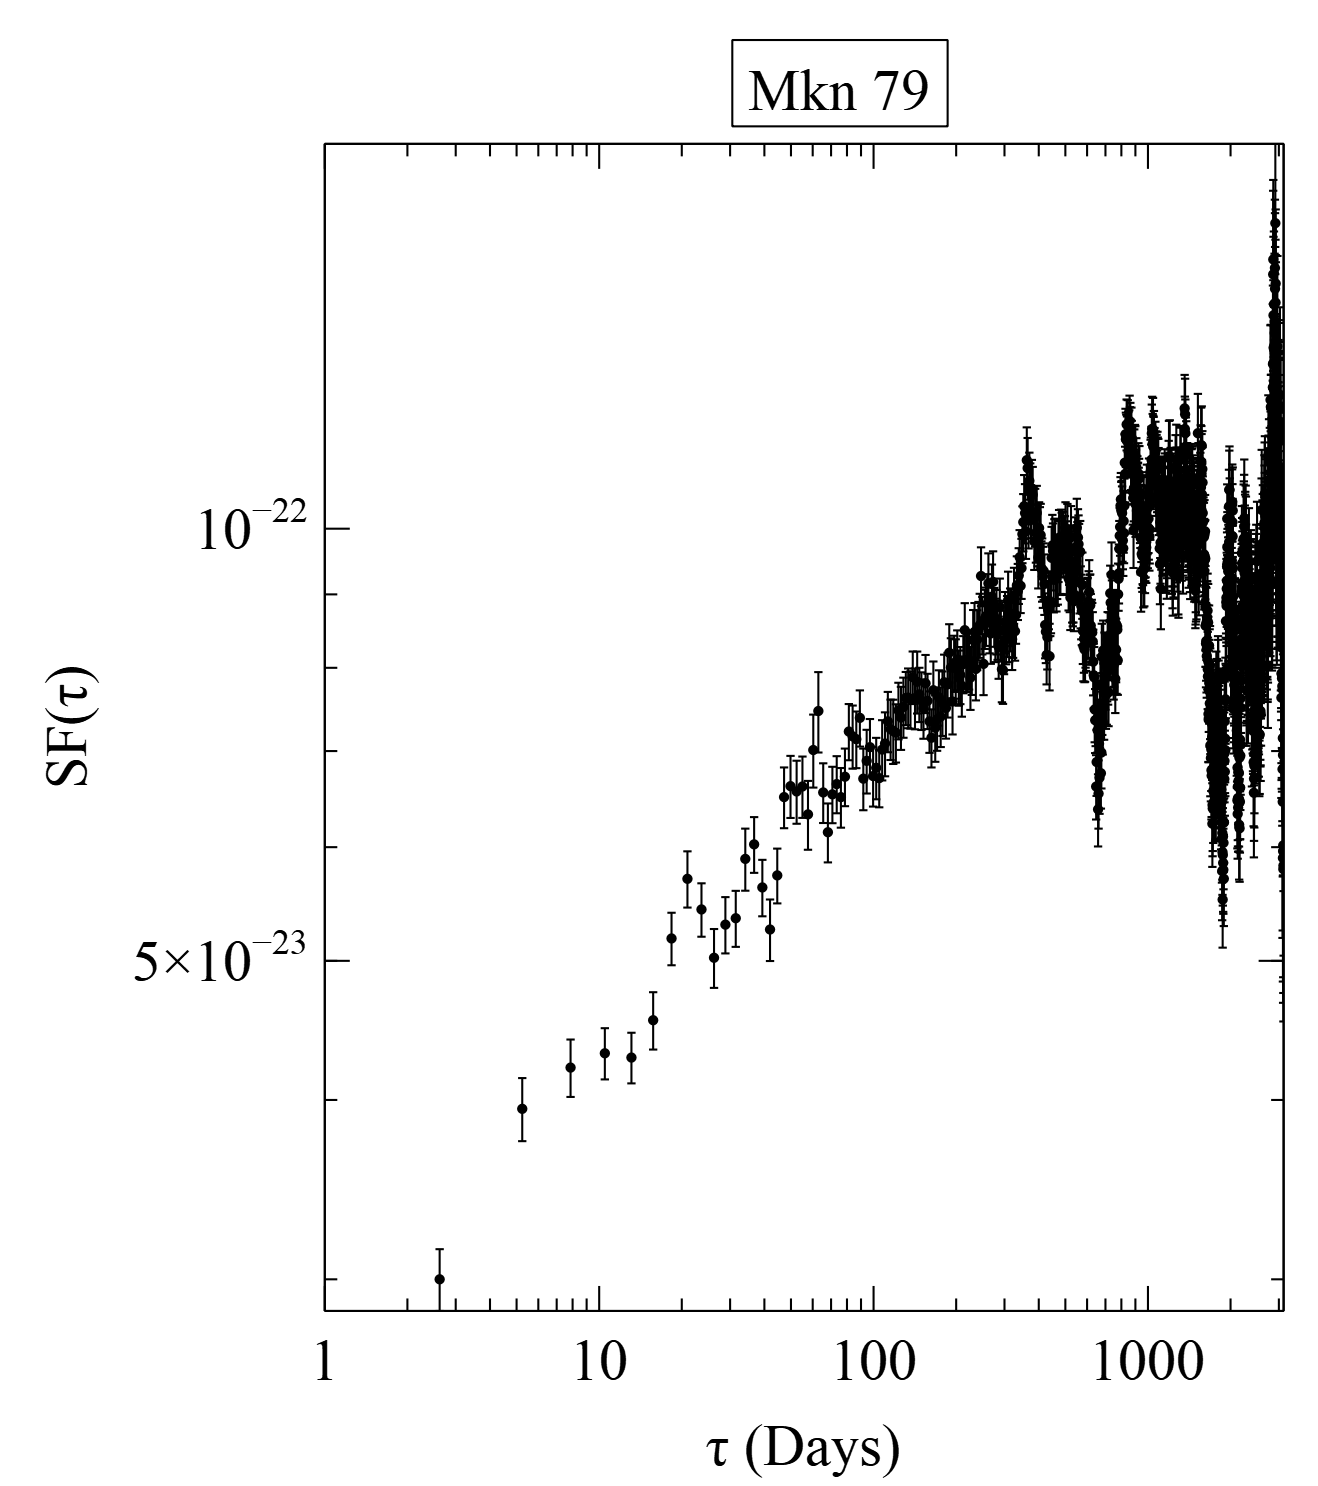 Mkn 79
10⁻²²
SF(τ)
5×10⁻²³
1 10 100 1000
τ (Days)